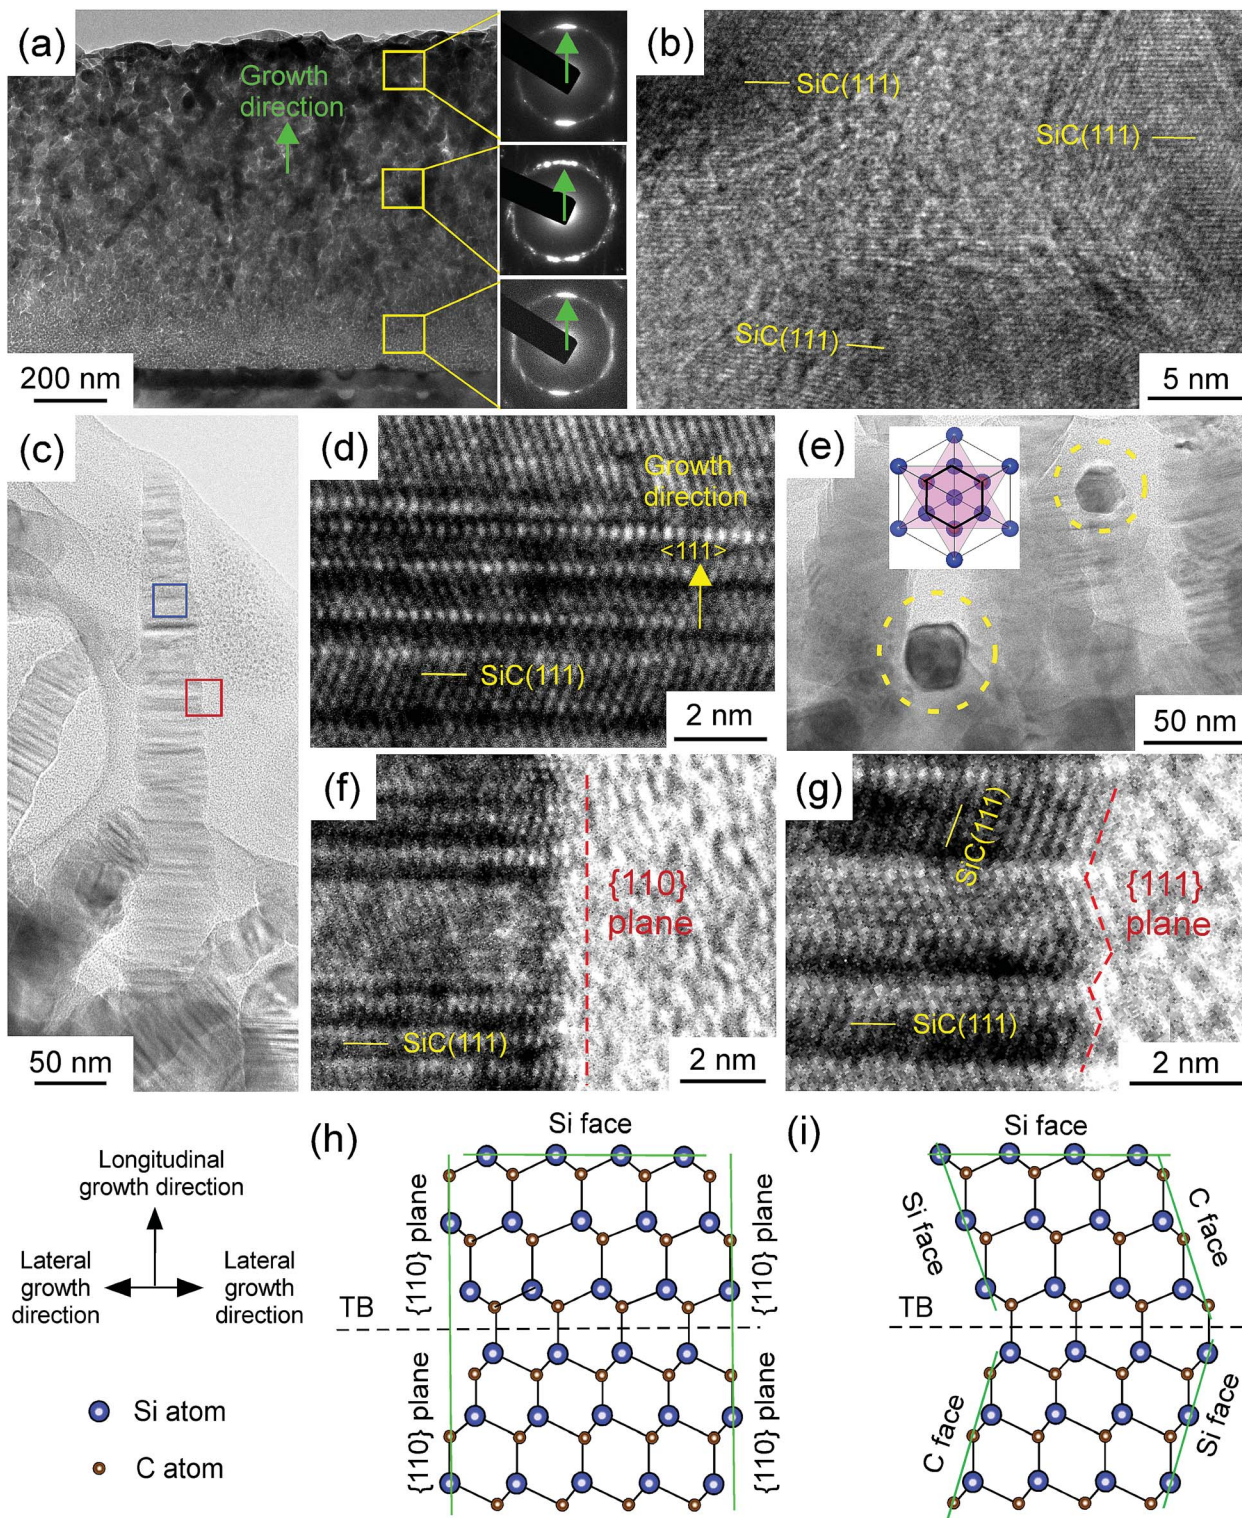 (a)
Growth
direction
200 nm
(b)
SiC(111)
SiC(111)
SiC(111)
5 nm
(c)
50 nm
(d)
Growth
direction
<111>
SiC(111)
2 nm
(e)
50 nm
(f)
{110}
plane
SiC(111)
2 nm
(g)
SiC(111)
{111}
plane
SiC(111)
2 nm
Longitudinal
growth direction
Lateral
growth
direction
Lateral
growth
direction
Si atom
C atom
(h)
Si face
{110} plane
{110} plane
TB
{110} plane
{110} plane
(i)
Si face
Si face
C face
TB
C face
Si face